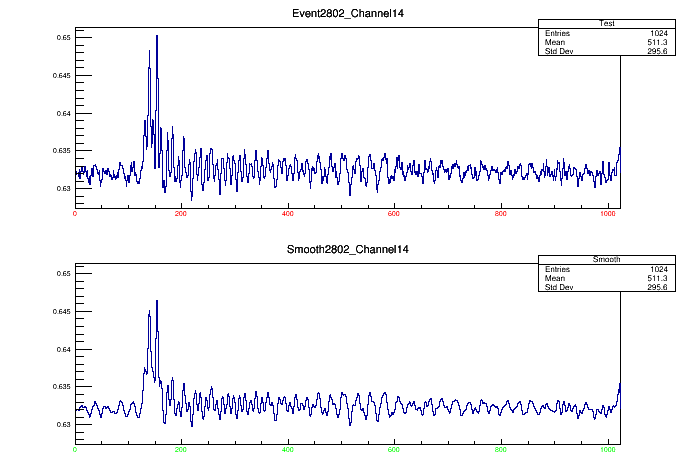 Event2802_Channel14
Test
Entries 1024
Mean 511.3
Std Dev 295.6
0.65
0.645
0.64
0.635
0.63
0 200 400 600 800 1000
Smooth2802_Channel14
Smooth
Entries 1024
Mean 511.3
Std Dev 295.6
0.65
0.645
0.64
0.635
0.63
0 200 400 600 800 1000